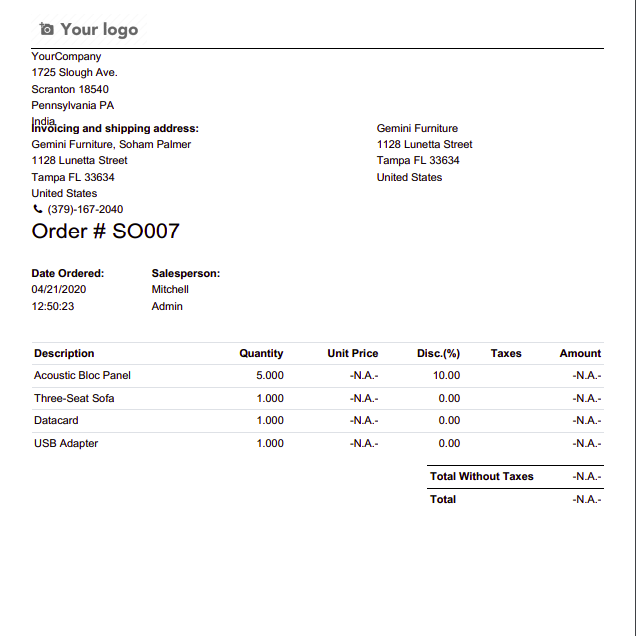 Your logo
YourCompany
1725 Slough Ave.
Scranton 18540
Pennsylvania PA
India
Invoicing and shipping address:
Gemini Furniture, Soham Palmer
1128 Lunetta Street
Tampa FL 33634
United States
(379)-167-2040
Gemini Furniture
1128 Lunetta Street
Tampa FL 33634
United States
Order # SO007
Date Ordered: Salesperson:
04/21/2020 Mitchell
12:50:23 Admin
Description Quantity Unit Price Disc.(%) Taxes Amount
Acoustic Bloc Panel 5.000 -N.A.- 10.00 -N.A.-
Three-Seat Sofa 1.000 -N.A.- 0.00 -N.A.-
Datacard 1.000 -N.A.- 0.00 -N.A.-
USB Adapter 1.000 -N.A.- 0.00 -N.A.-
Total Without Taxes -N.A.-
Total -N.A.-